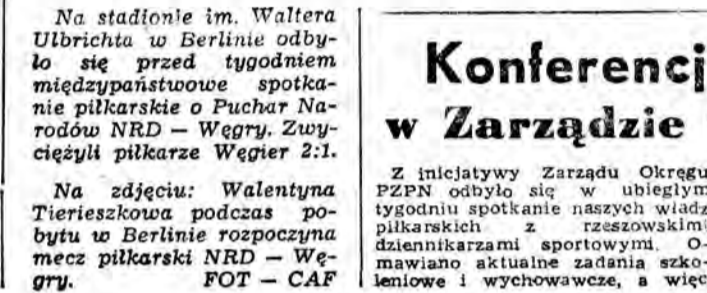 Na stadionie im. Waltera
Ulbrichta w Berlinie odby-
ło się przed tygodniem
międzypaństwowe spotka-
nie piłkarskie o Puchar Na-
rodów NRD — Węgry. Zwy-
ciężyli piłkarze Węgier 2:1.
Na zdjęciu: Walentyna
Tierieszkowa podczas po-
bytu w Berlinie rozpoczyna
mecz piłkarski NRD — Wę-
gry. FOT — CAF
Konferencj
w Zarządzie
Z inicjatywy Zarządu Okręgu
PZPN odbyło się w ubiegłym
tygodniu spotkanie naszych władz
piłkarskich z rzeszowskimi
dziennikarzami sportowymi. O-
mawiano aktualne zadania szko-
leniowe i wychowawcze, a więc